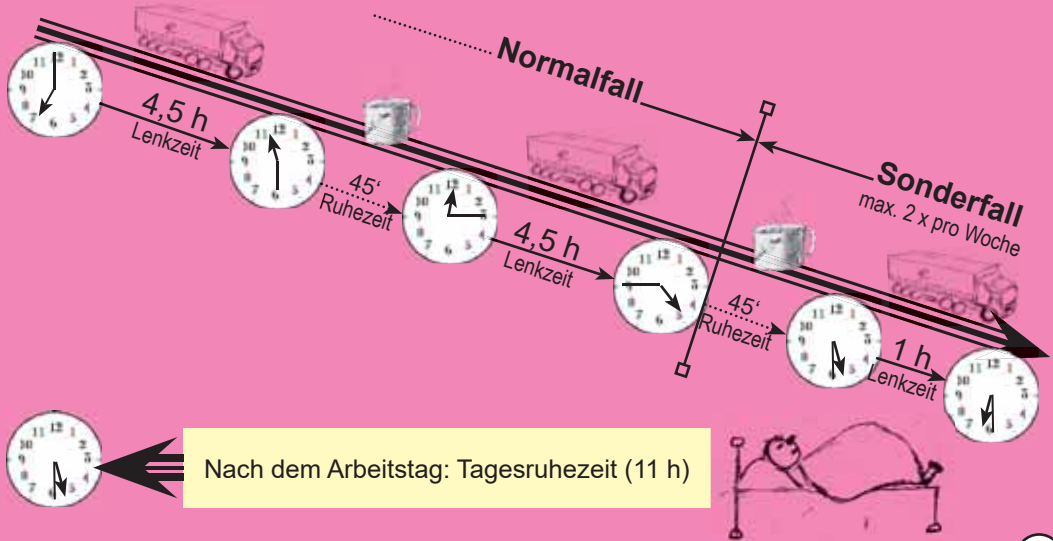 Normalfall
4,5 h
Lenkzeit
45‘
Ruhezeit
4,5 h
Lenkzeit
Sonderfall
max. 2 x pro Woche
45‘
Ruhezeit
1 h
Lenkzeit
Nach dem Arbeitstag: Tagesruhezeit (11 h)